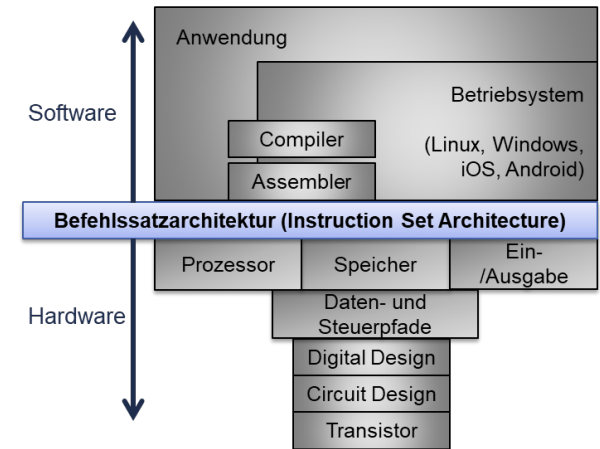 Anwendung
Software
Betriebsystem
(Linux, Windows,
iOS, Android)
Compiler
Assembler
Befehlssatzarchitektur (Instruction Set Architecture)
Prozessor
Speicher
Ein-
/Ausgabe
Hardware
Daten- und
Steuerpfade
Digital Design
Circuit Design
Transistor